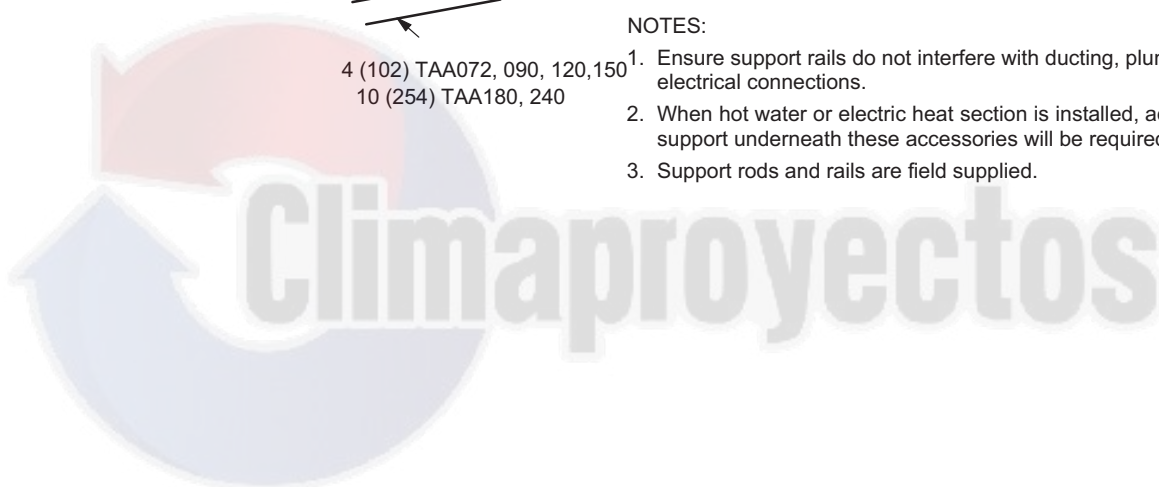 4 (102) TAA072, 090, 120,150
10 (254) TAA180, 240
NOTES:
1. Ensure support rails do not interfere with ducting,
electrical connections.
2. When hot water or electric heat section is installed,
support underneath these accessories will be required
3. Support rods and rails are field supplied.
Climaproyectos